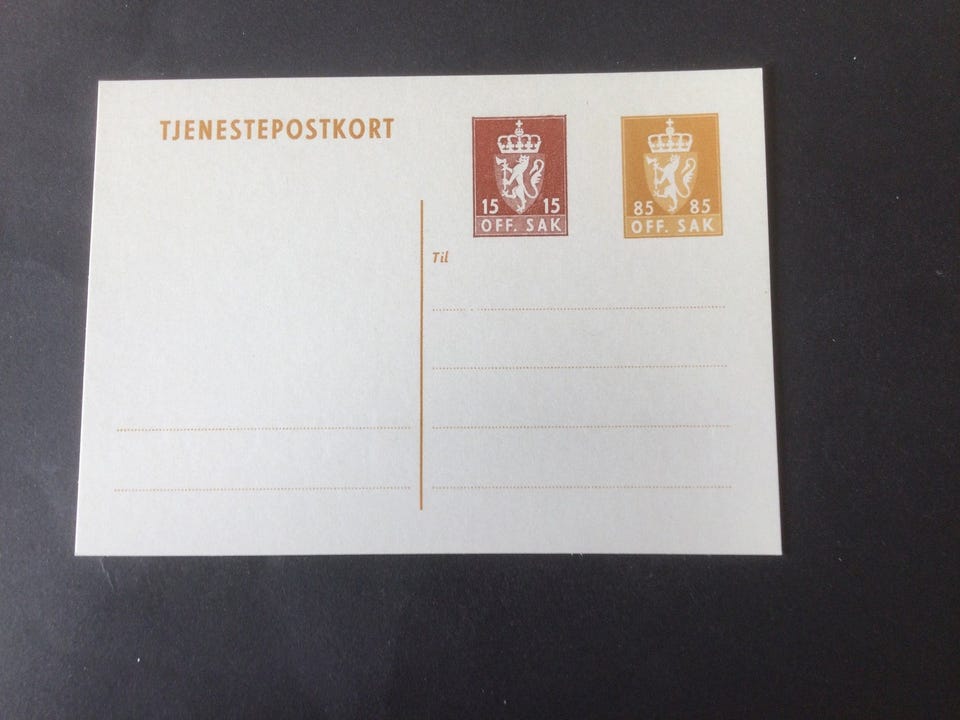 TJENESTEPOSTKORT
15 15
OFF. SAK
85 85
OFF. SAK
Til